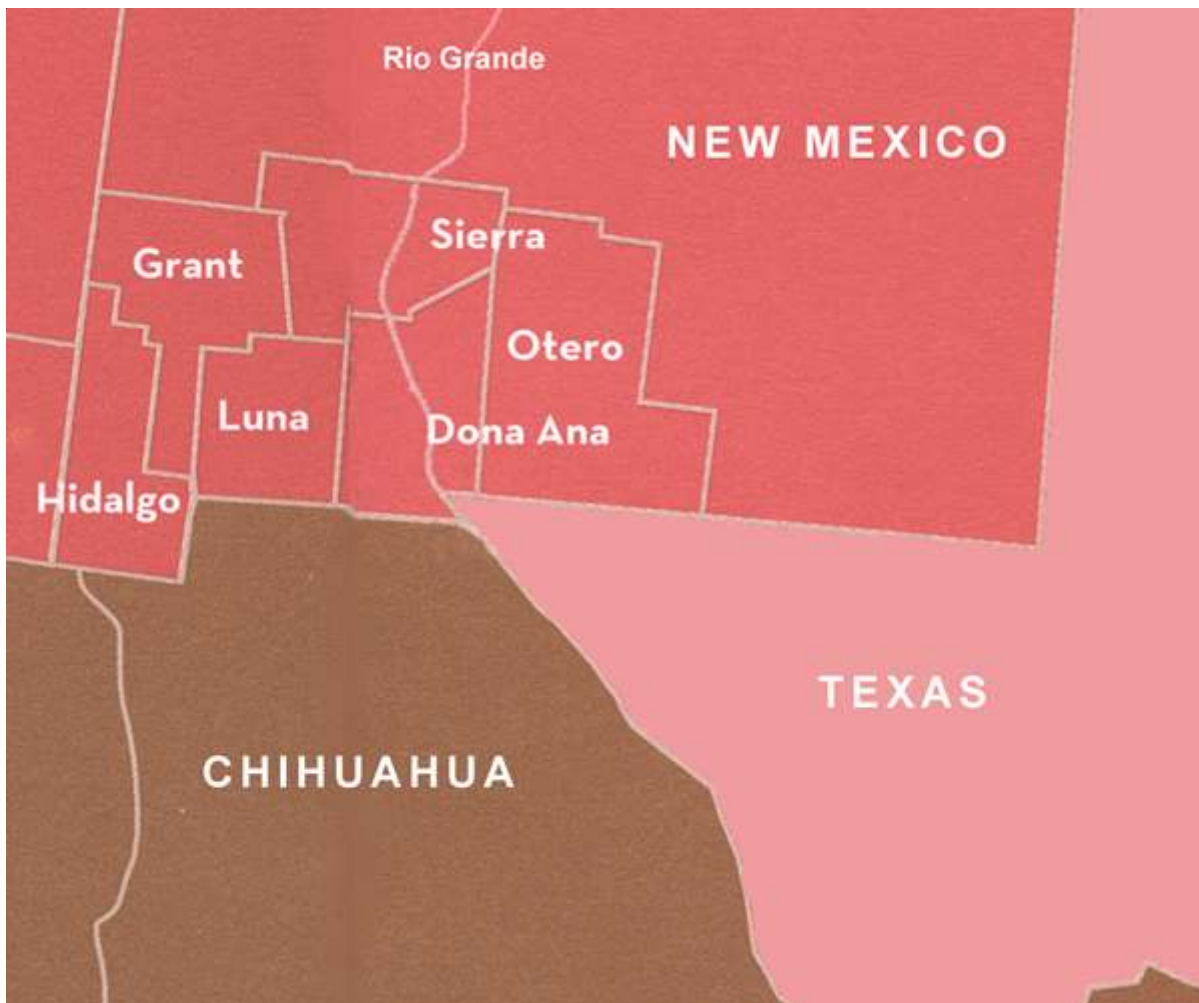 Rio Grande
NEW MEXICO
Sierra
Grant
Otero
Luna
Dona Ana
Hidalgo
TEXAS
CHIHUAHUA